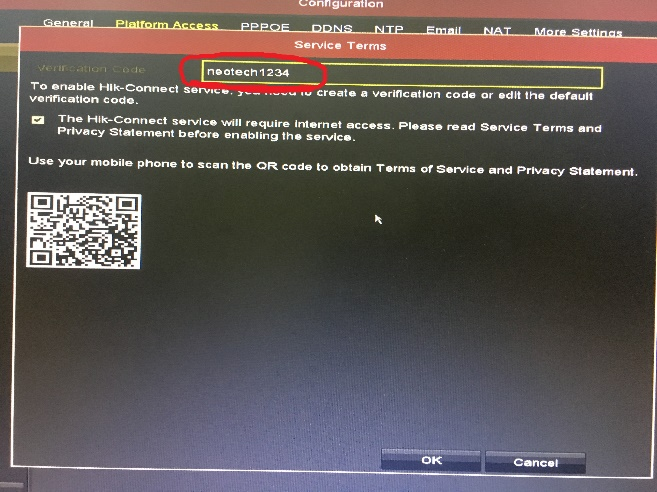 Configuration
General Platform Access PPPOE DDNS NTP Email NAT More Settings
Service Terms
Verification Code neotech1234
To enable Hik-Connect service, you need to create a verification code or edit the default
verification code.
The Hik-Connect service will require internet access. Please read Service Terms and
Privacy Statement before enabling the service.
Use your mobile phone to scan the QR code to obtain Terms of Service and Privacy Statement.
OK Cancel